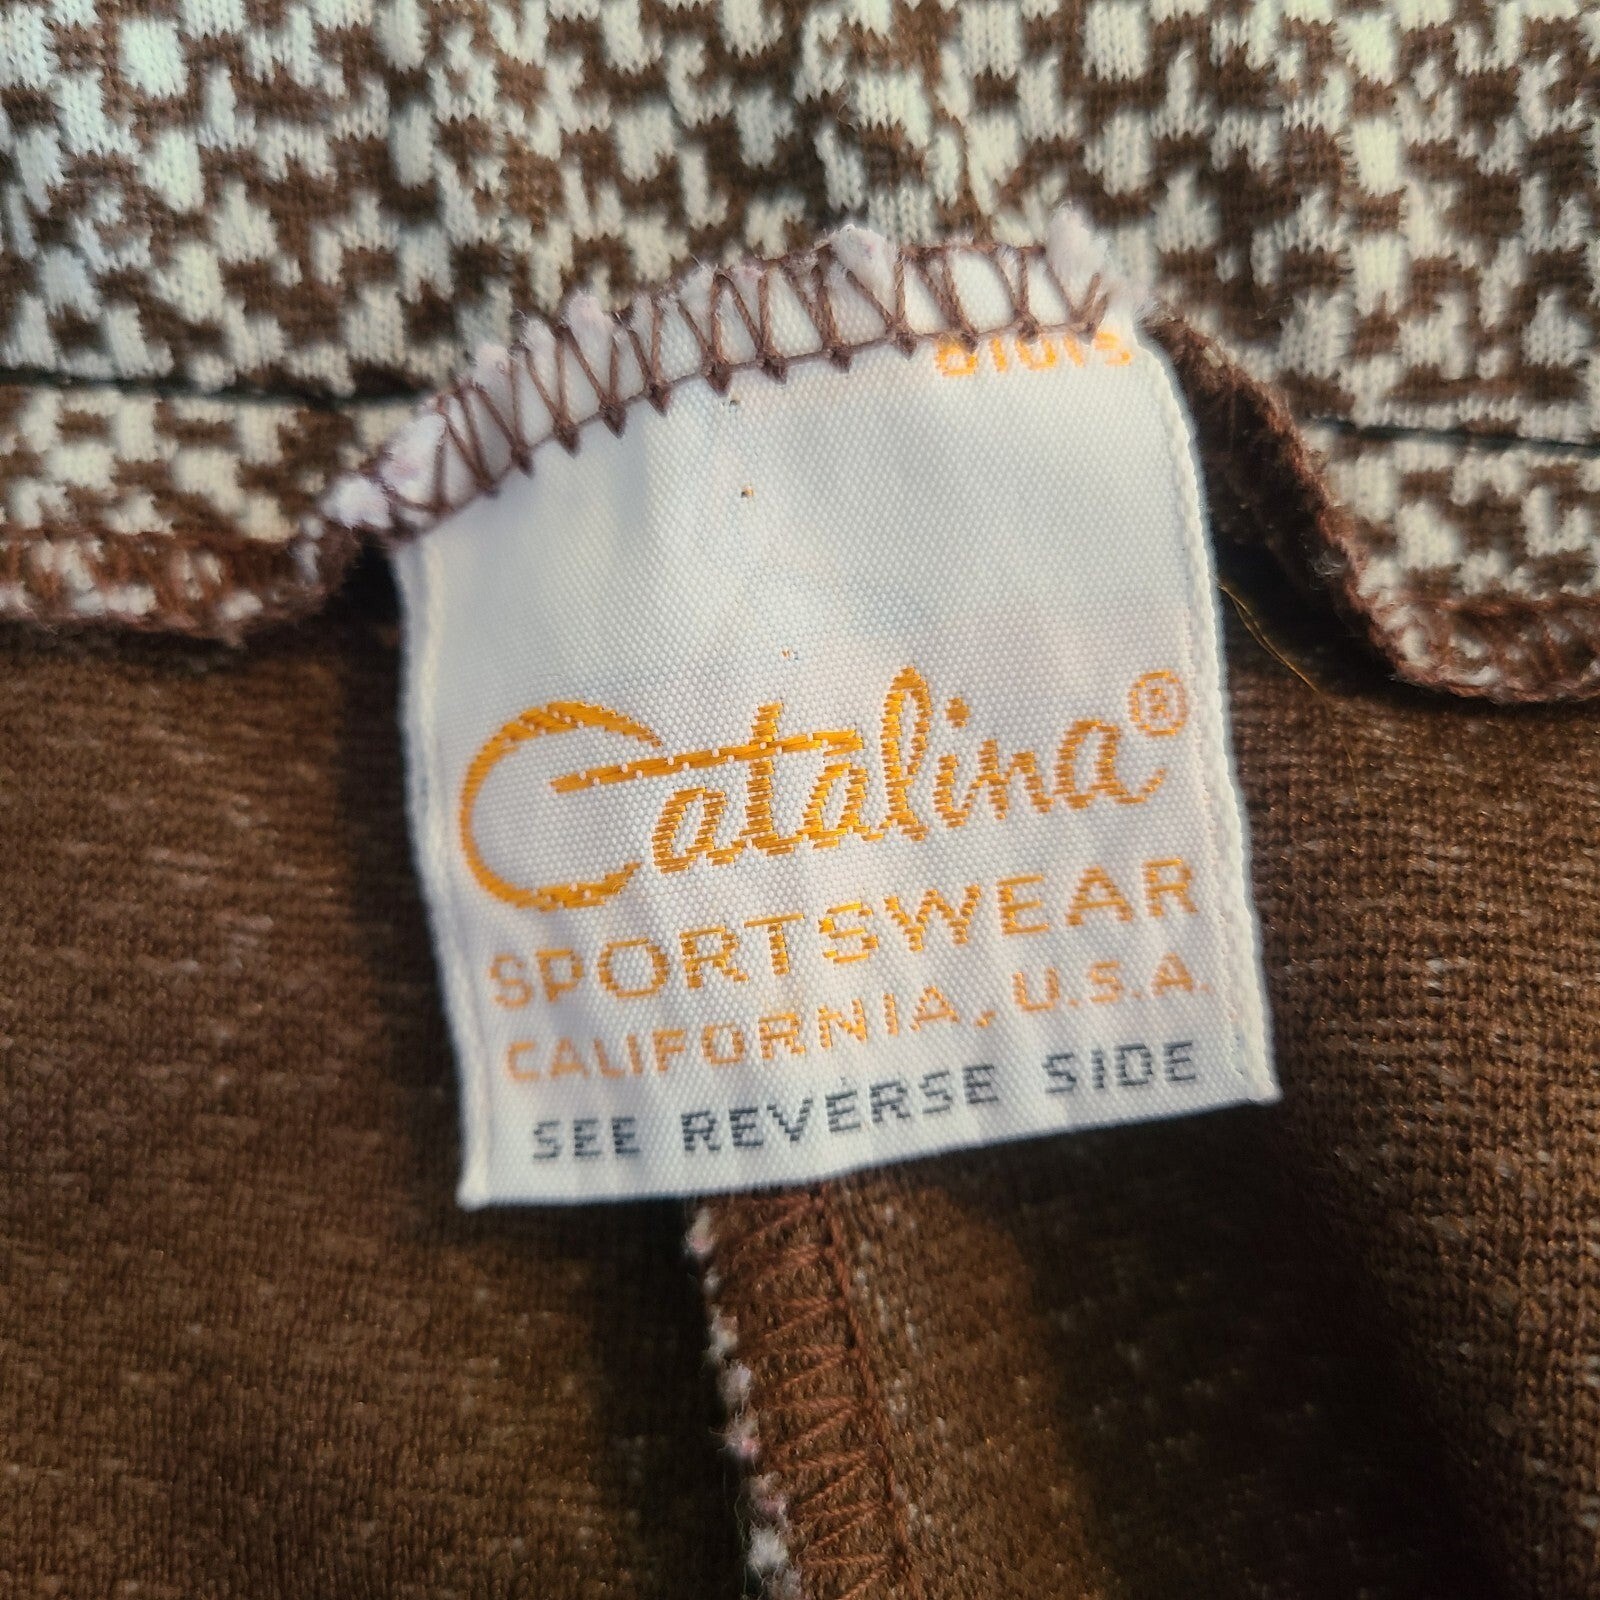 Catalina®
SPORTSWEAR
CALIFORNIA, U.S.A.
SEE REVERSE SIDE